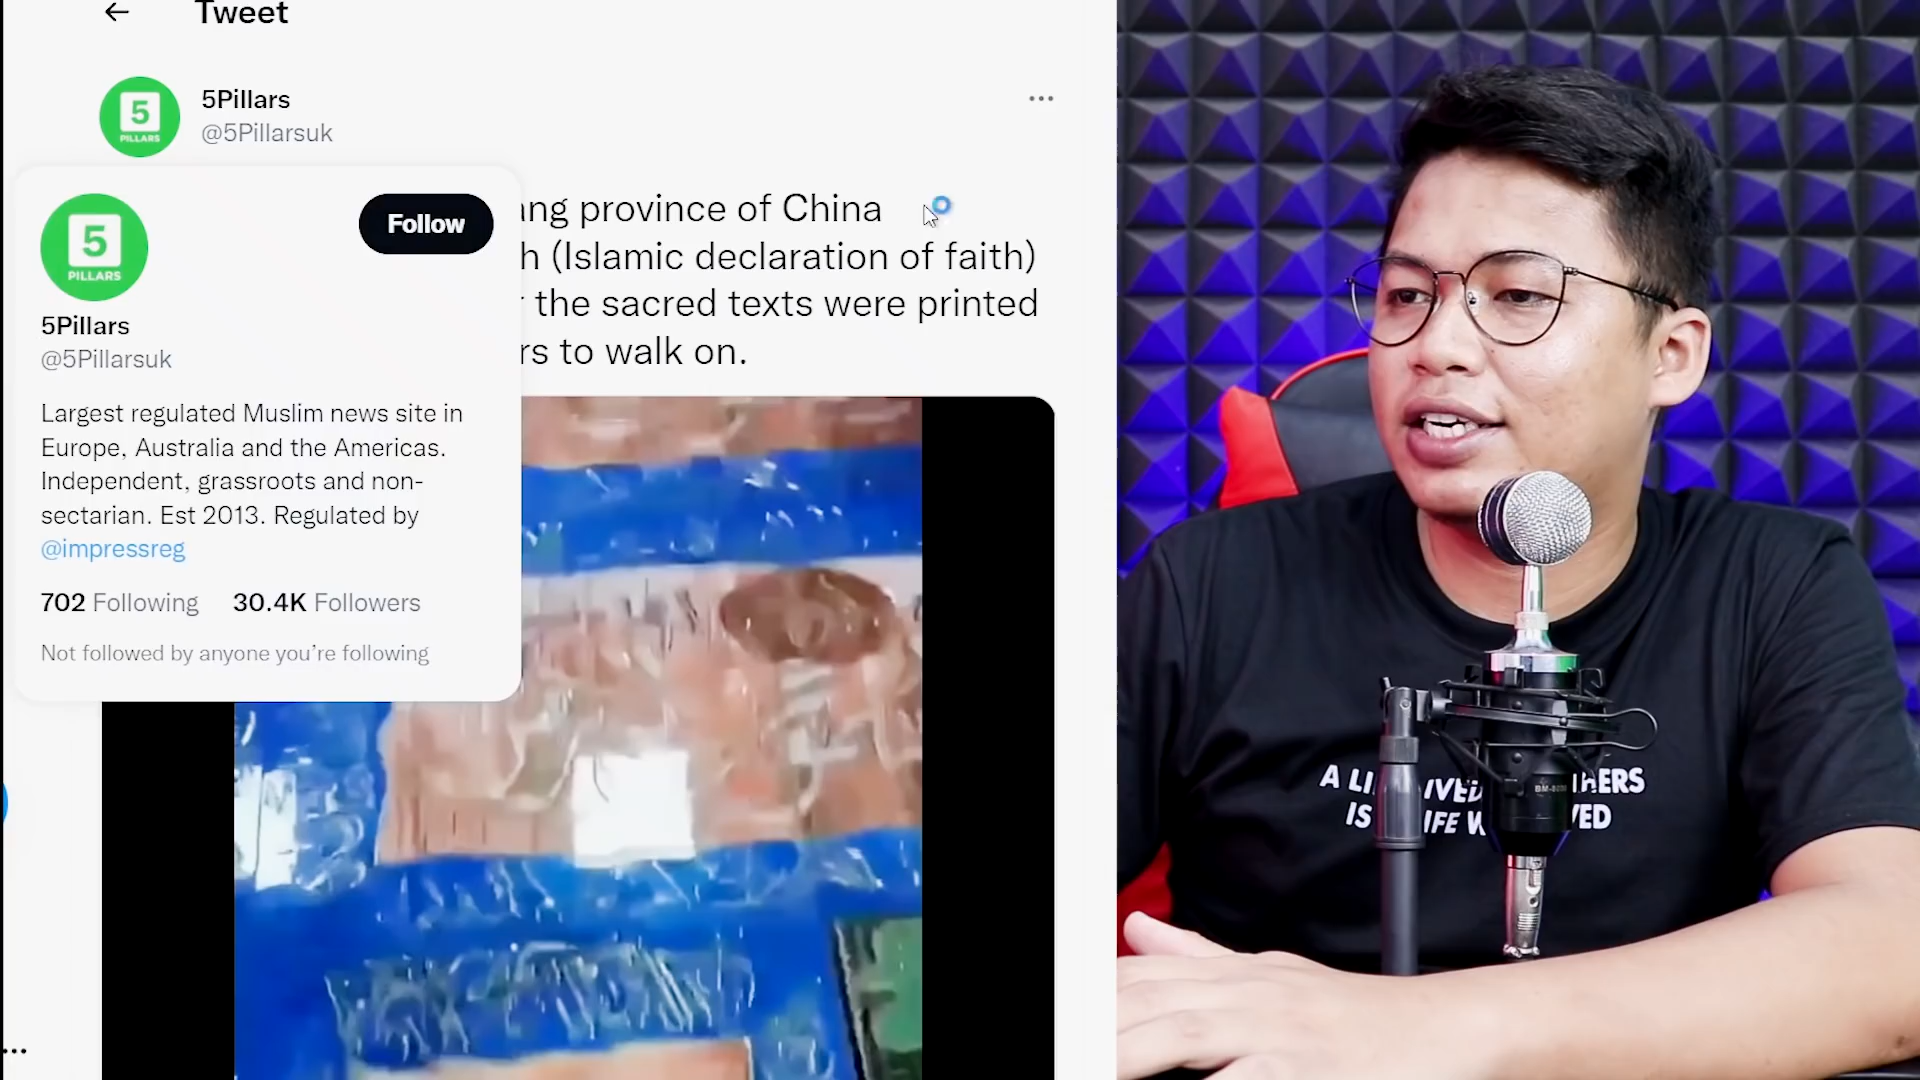 Tweet
5
PILLARS
5Pillars
@5Pillarsuk
ang province of China
h (Islamic declaration of faith)
the sacred texts were printed
rs to walk on.
5
PILLARS
Follow
5Pillars
@5Pillarsuk
Largest regulated Muslim news site in
Europe, Australia and the Americas.
Independent, grassroots and non-
sectarian. Est 2013. Regulated by
@impressreg
702 Following 30.4K Followers
Not followed by anyone you're following
A LI IVED HERS
IS IFE W VED